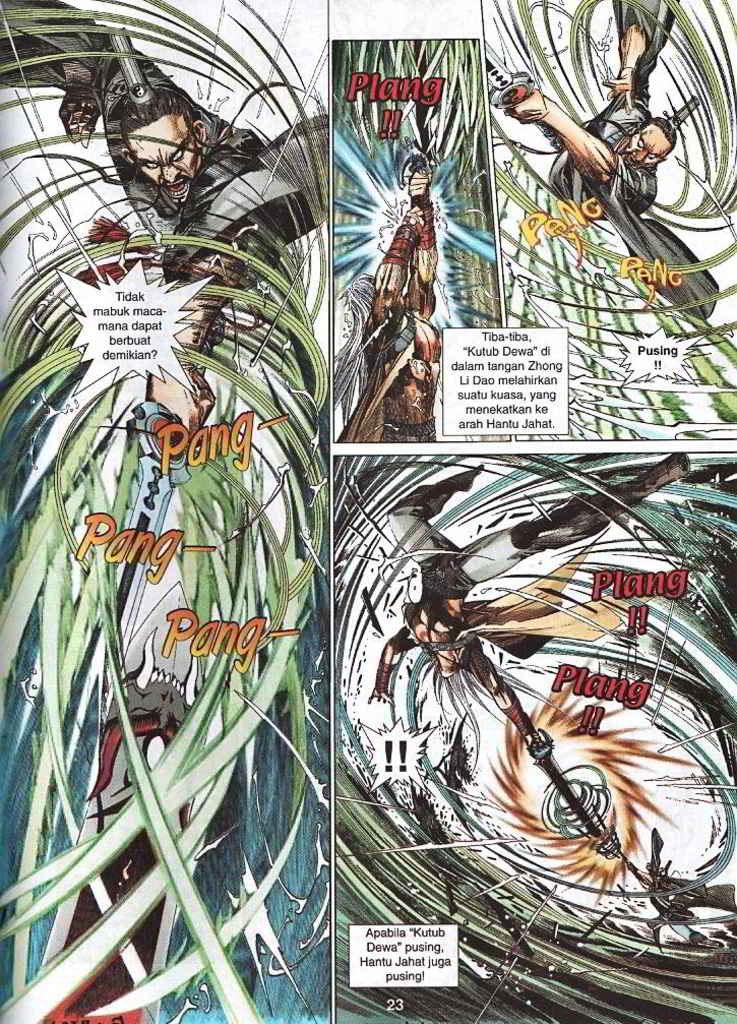 Tidak
mabuk maca-
mana dapat
berbuat
demikian?
Pang-
Pang-
Pang-
Plang
!!
Tiba-tiba,
"Kutub Dewa" di
dalam tangan Zhong
Li Dao melahirkan
suatu kuasa, yang
menekatkan ke
arah Hantu Jahat.
PANG
PANG
Pusing
!!
Plang
!!
Plang
!!
!!
Apabila "Kutub
Dewa" pusing,
Hantu Jahat juga
pusing!
23